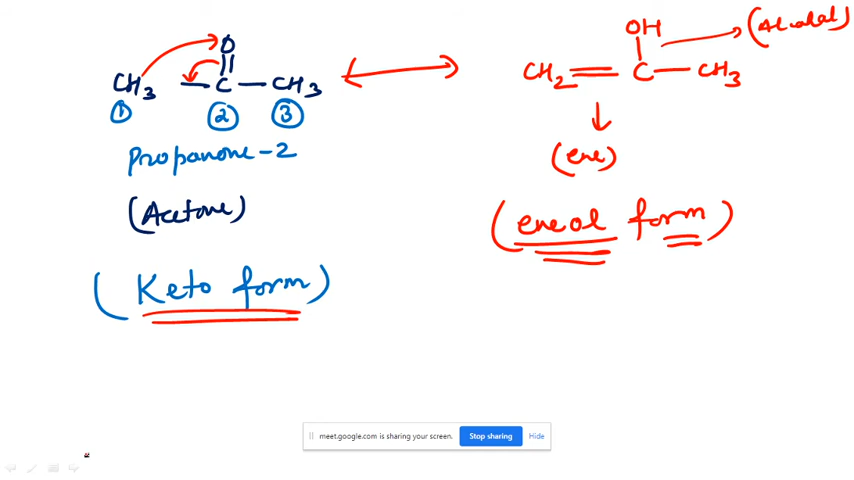 O
CH3 — C — CH3
① ② ③
Propanone-2
(Acetone)
(Keto form)
OH
(Alcohol)
CH2 = C — CH3
(ene)
(eneol form)
meet.google.com is sharing your screen. Stop sharing Hide